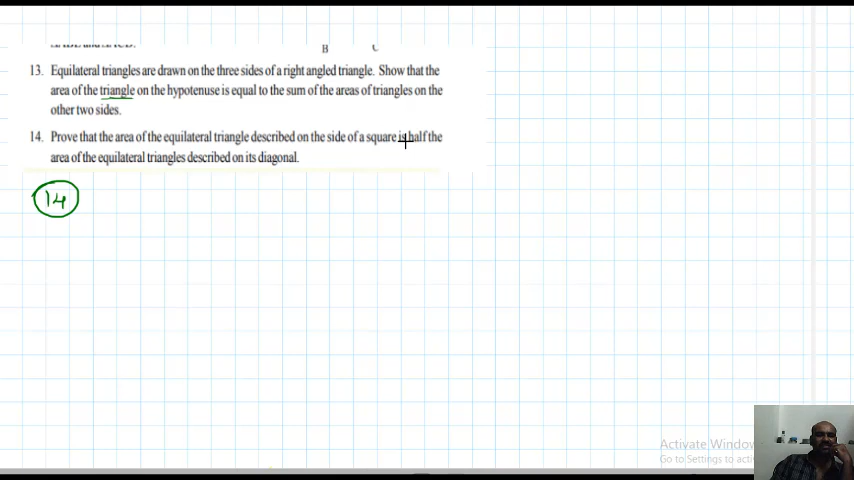 B C
13. Equilateral triangles are drawn on the three sides of a right angled triangle. Show that the
area of the triangle on the hypotenuse is equal to the sum of the areas of triangles on the
other two sides.
14. Prove that the area of the equilateral triangle described on the side of a square is half the
area of the equilateral triangles described on its diagonal.
14
Activate Window
Go to Settings to acti